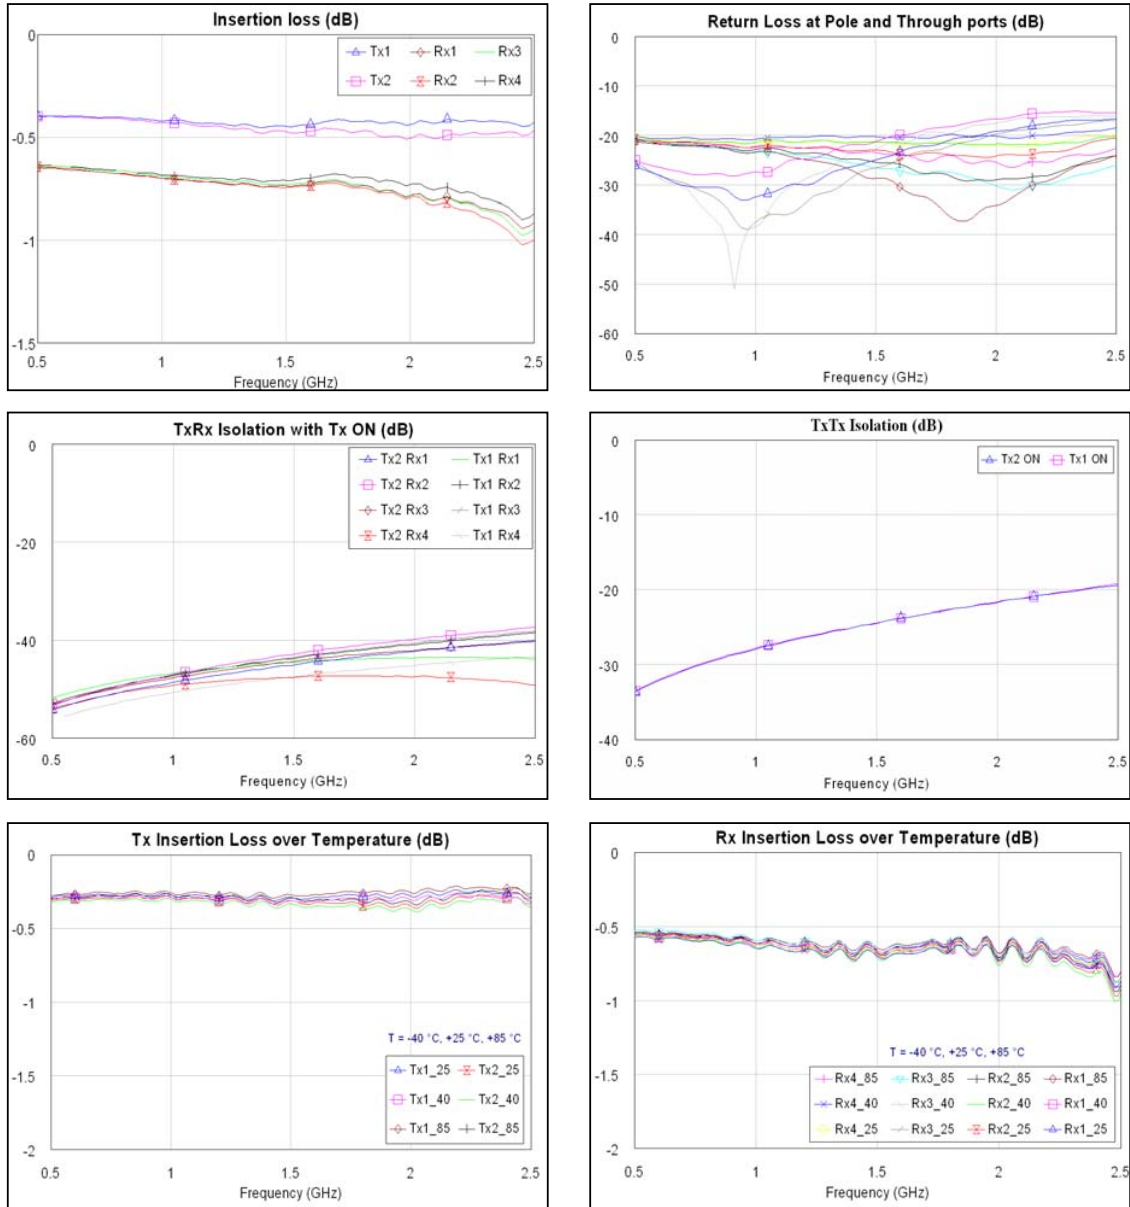 Insertion loss (dB)
0
Tx1 Rx1 Rx3
Tx2 Rx2 Rx4
-0.5
-1
-1.5
0.5 1 1.5 2 2.5
Frequency (GHz)
Return Loss at Pole and Through ports (dB)
0
-10
-20
-30
-40
-50
-60
0.5 1 1.5 2 2.5
Frequency (GHz)
TxRx Isolation with Tx ON (dB)
0
Tx2 Rx1 Tx1 Rx1
Tx2 Rx2 Tx1 Rx2
Tx2 Rx3 Tx1 Rx3
Tx2 Rx4 Tx1 Rx4
-20
-40
-60
0.5 1 1.5 2 2.5
Frequency (GHz)
TxTx Isolation (dB)
0
Tx2 ON Tx1 ON
-10
-20
-30
-40
0.5 1 1.5 2 2.5
Frequency (GHz)
Tx Insertion Loss over Temperature (dB)
0
-0.5
-1
T = -40 °C, +25 °C, +85 °C
Tx1_25 Tx2_25
Tx1_40 Tx2_40
Tx1_85 Tx2_85
-1.5
-2
0.5 1 1.5 2 2.5
Frequency (GHz)
Rx Insertion Loss over Temperature (dB)
0
-0.5
-1
T = -40 °C, +25 °C, +85 °C
Rx4_85 Rx3_85 Rx2_85 Rx1_85
Rx4_40 Rx3_40 Rx2_40 Rx1_40
Rx4_25 Rx3_25 Rx2_25 Rx1_25
-1.5
-2
0.5 1 1.5 2 2.5
Frequency (GHz)